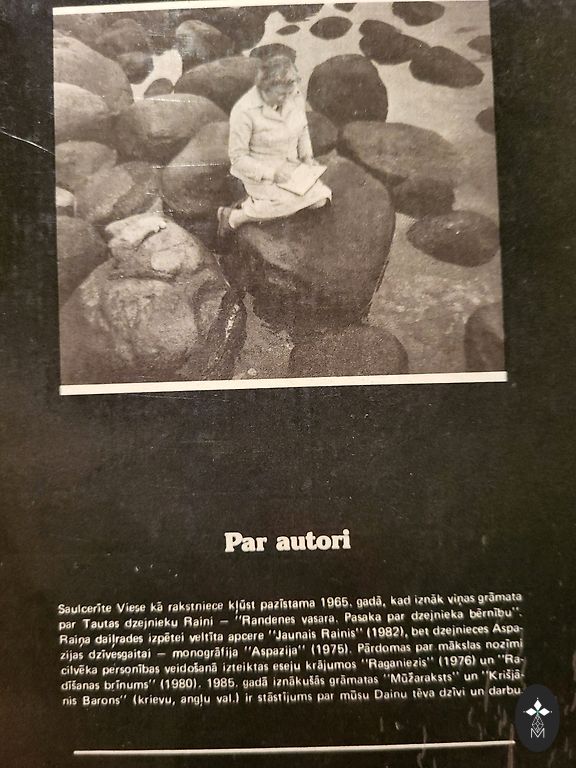 Par autori
Saulcerīte Viese kā rakstniece kļūst pazīstama 1965. gadā, kad iznāk viņas grāmata
par Tautas dzejnieku Raini — "Randenes vasara. Pasaka par dzejnieka bērnību".
Raiņa daiļrades izpētei veltīta apcere "Jaunais Rainis" (1982), bet dzejnieces Aspa-
zijas dzīvesgaitai — monogrāfija "Aspazija" (1975). Pārdomas par mākslas nozīmi
cilvēka personības veidošanā izteiktas eseju krājumos "Raganiezis" (1976) un "Ra-
dīšanas brīnums" (1980). 1985. gadā iznākušās grāmatas "Mūžaraksts" un "Krišjā-
nis Barons" (krievu, angļu val.) ir stāstījums par mūsu Dainu tēva dzīvi un darbu.
M